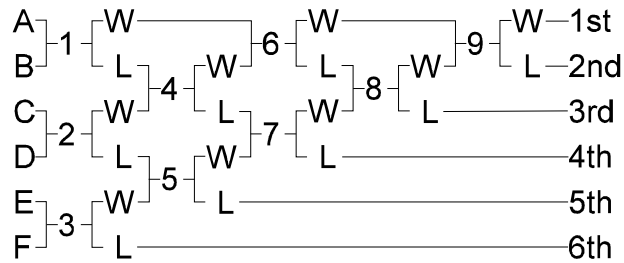 A W W W 1st
1 6 9
B L W L W L 2nd
4 8
C W L W L 3rd
2 7
D L W L 4th
5
E W L 5th
3
F L 6th